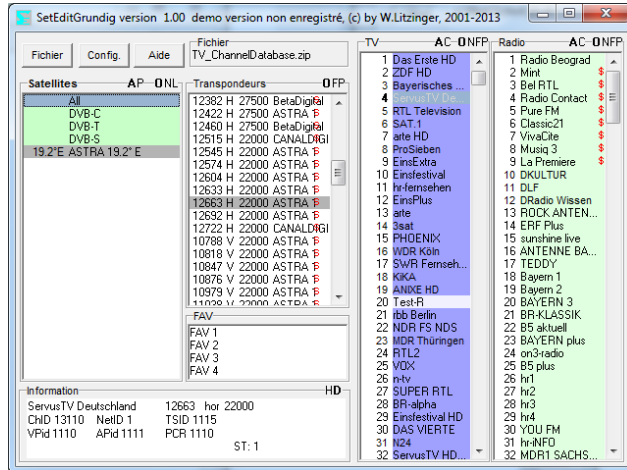 SetEditGrundig version 1.00 demo version non enregistré, (c) by W.Litzinger, 2001-2013
Fichier Config. Aide
Fichier
TV_ChannelDatabase.zip
Satellites AP ONL
All
DVB-C
DVB-T
DVB-S
19.2°E ASTRA 19.2° E
Transpondeurs OFP
12382 H 27500 BetaDigital
12422 H 27500 ASTRA 1
12460 H 27500 BetaDigital
12515 H 22000 CANALDIGI
12545 H 22000 ASTRA 1
12574 H 22000 ASTRA 1
12604 H 22000 ASTRA 1
12633 H 22000 ASTRA 1
12663 H 22000 ASTRA 1
12692 H 22000 ASTRA 1
12722 H 22000 CANALDIGI
10788 V 22000 ASTRA 1
10818 V 22000 ASTRA 1
10847 V 22000 ASTRA 1
10876 V 22000 ASTRA 1
10979 V 22000 ASTRA 1
11038 V 22000 ASTRA 1
FAV
FAV 1
FAV 2
FAV 3
FAV 4
Information HD
ServusTV Deutschland 12663 hor 22000
ChID 13110 NetID 1 TSID 1115
VPid 1110 APid 1111 PCR 1110
ST: 1
TV AC-ONFP
1 Das Erste HD
2 ZDF HD
3 Bayerisches ...
4 ServusTV De...
5 RTL Television
6 SAT.1
7 arte HD
8 ProSieben
9 EinsExtra
10 Einsfestival
11 hr-fernsehen
12 EinsPlus
13 arte
14 3sat
15 PHOENIX
16 WDR Köln
17 SWR Fernseh...
18 KiKA
19 ANIXE HD
20 Test-R
21 rbb Berlin
22 NDR FS NDS
23 MDR Thüringen
24 RTL2
25 VOX
26 n-tv
27 SUPER RTL
28 BR-alpha
29 Einsfestival HD
30 DAS VIERTE
31 N24
32 ServusTV HD...
Radio AC-ONFP
1 Radio Beograd
2 Mint $
3 Bel RTL $
4 Radio Contact $
5 Pure FM $
6 Classic21 $
7 VivaCite $
8 Musiq 3 $
9 La Premiere $
10 DKULTUR
11 DLF
12 DRadio Wissen
13 ROCK ANTEN...
14 ERF Plus
15 sunshine live
16 ANTENNE BA...
17 TEDDY
18 Bayern 1
19 Bayern 2
20 BAYERN 3
21 BR-KLASSIK
22 B5 aktuell
23 BAYERN plus
24 on3-radio
25 B5 plus
26 hr1
27 hr2
28 hr3
29 hr4
30 YOU FM
31 hr-iNFO
32 MDR1 SACHS...